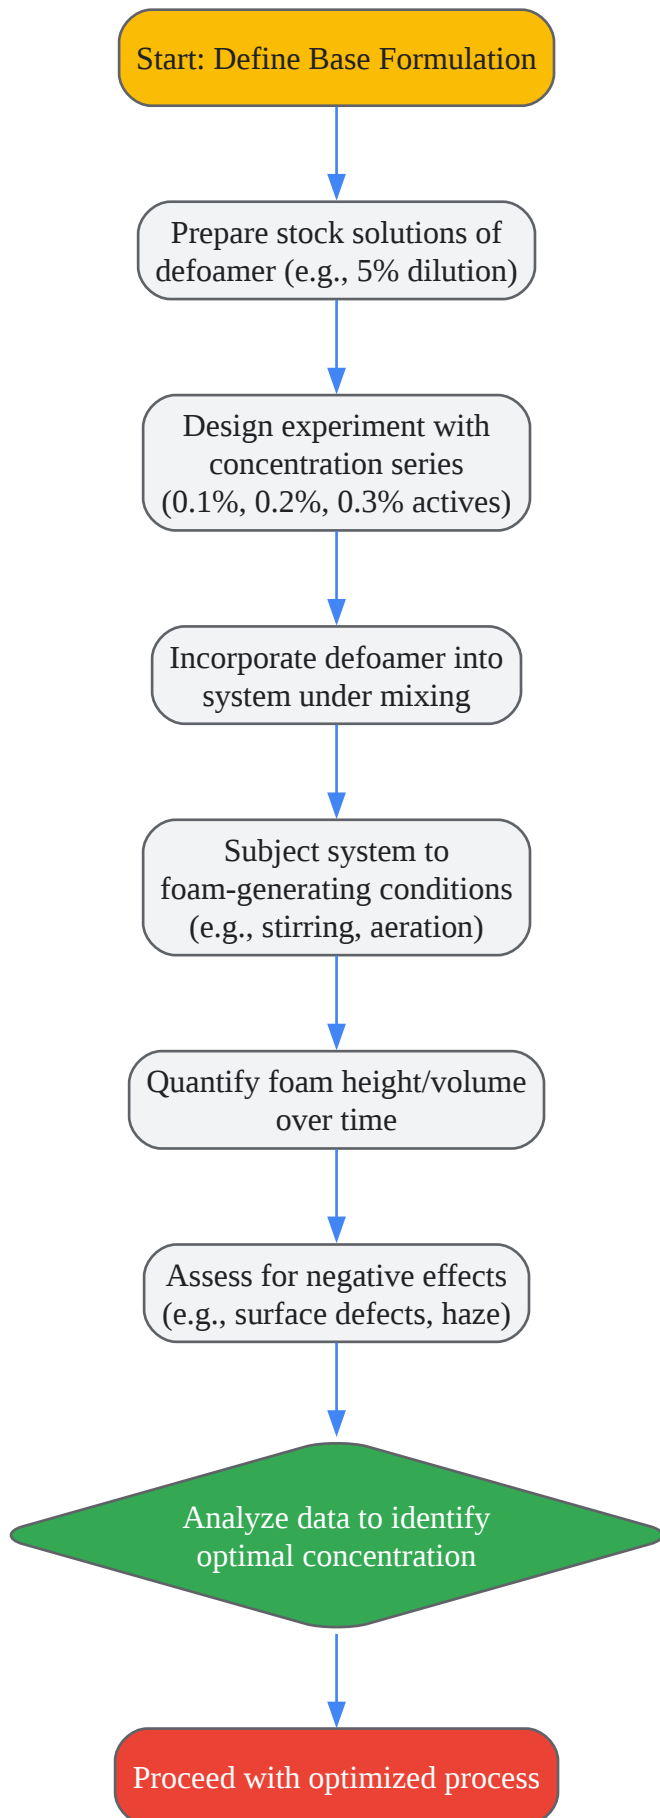 Start: Define Base Formulation
Prepare stock solutions of
defoamer (e.g., 5% dilution)
Design experiment with
concentration series
(0.1%, 0.2%, 0.3% actives)
Incorporate defoamer into
system under mixing
Subject system to
foam-generating conditions
(e.g., stirring, aeration)
Quantify foam height/volume
over time
Assess for negative effects
(e.g., surface defects, haze)
Analyze data to identify
optimal concentration
Proceed with optimized process